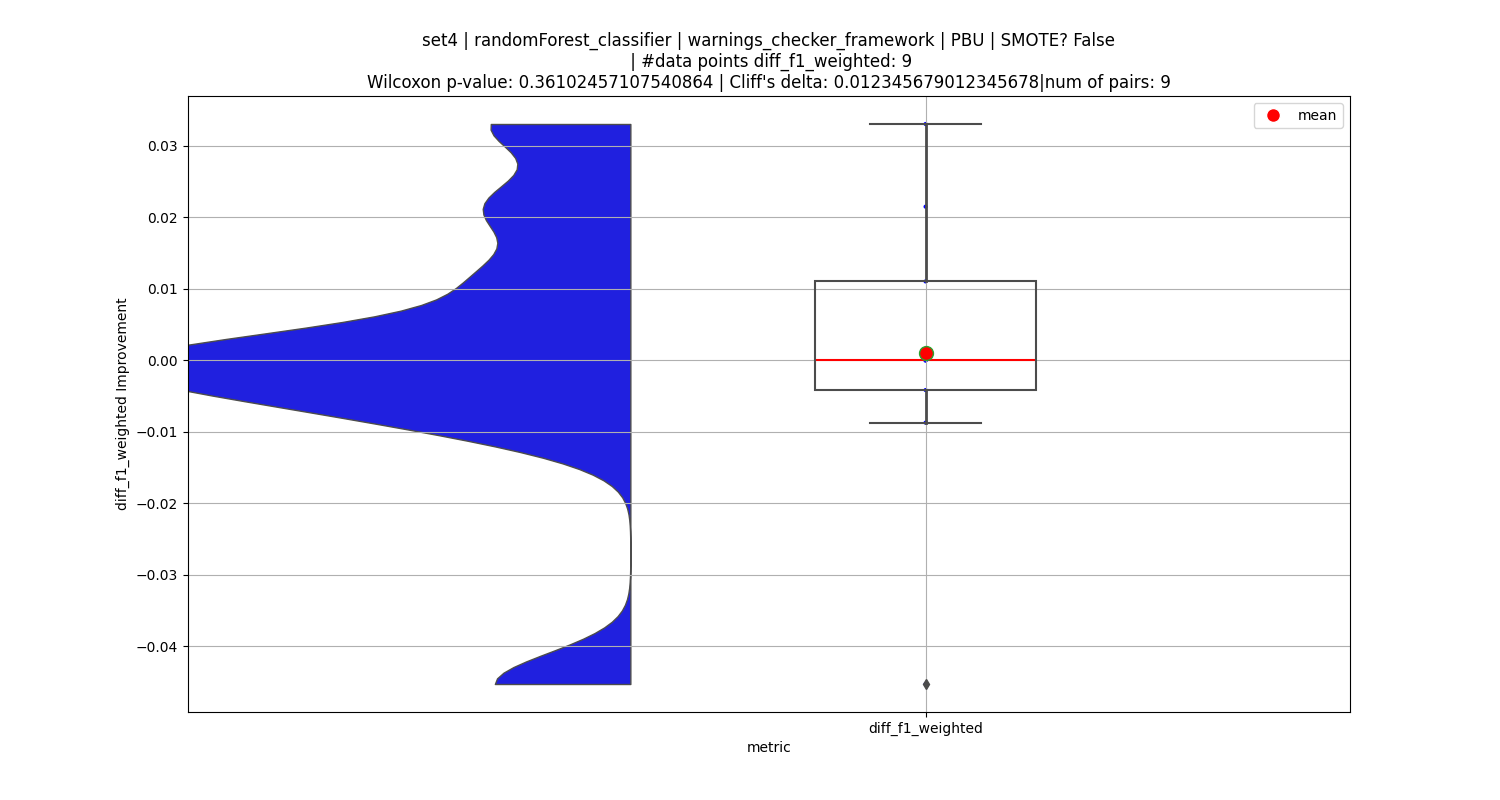 set4 | randomForest_classifier | warnings_checker_framework | PBU | SMOTE? False
| #data points diff_f1_weighted: 9
Wilcoxon p-value: 0.36102457107540864 | Cliff's delta: 0.012345679012345678|num of pairs: 9
mean
0.03
0.02
0.01
0.00
−0.01
−0.02
−0.03
−0.04
diff_f1_weighted Improvement
diff_f1_weighted
metric